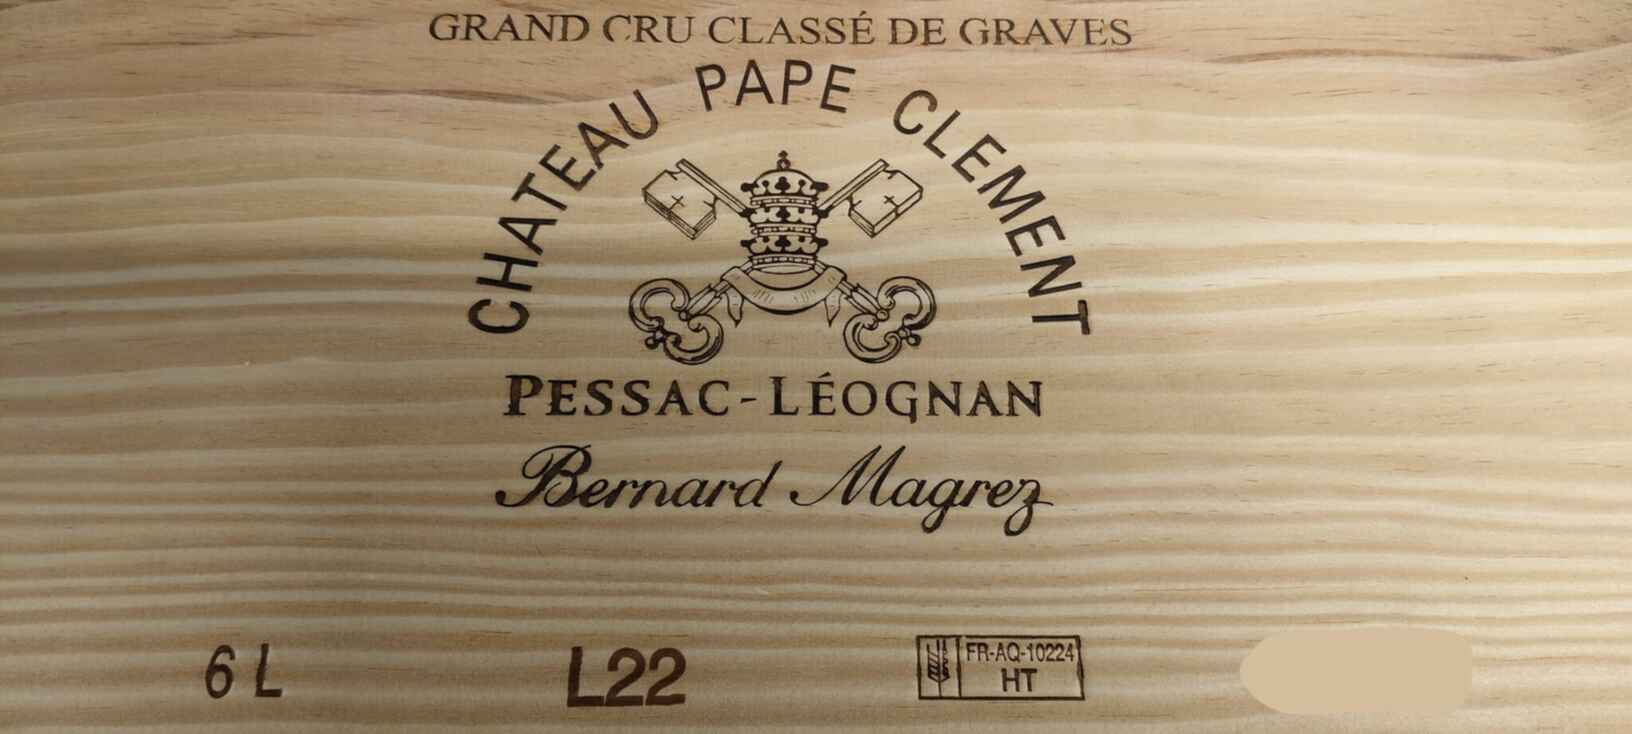 GRAND CRU CLASSÉ DE GRAVES
CHATEAU PAPE CLEMENT
PESSAC-LÉOGNAN
Bernard Magrez
6 L
L22
FR-AQ-10224
HT